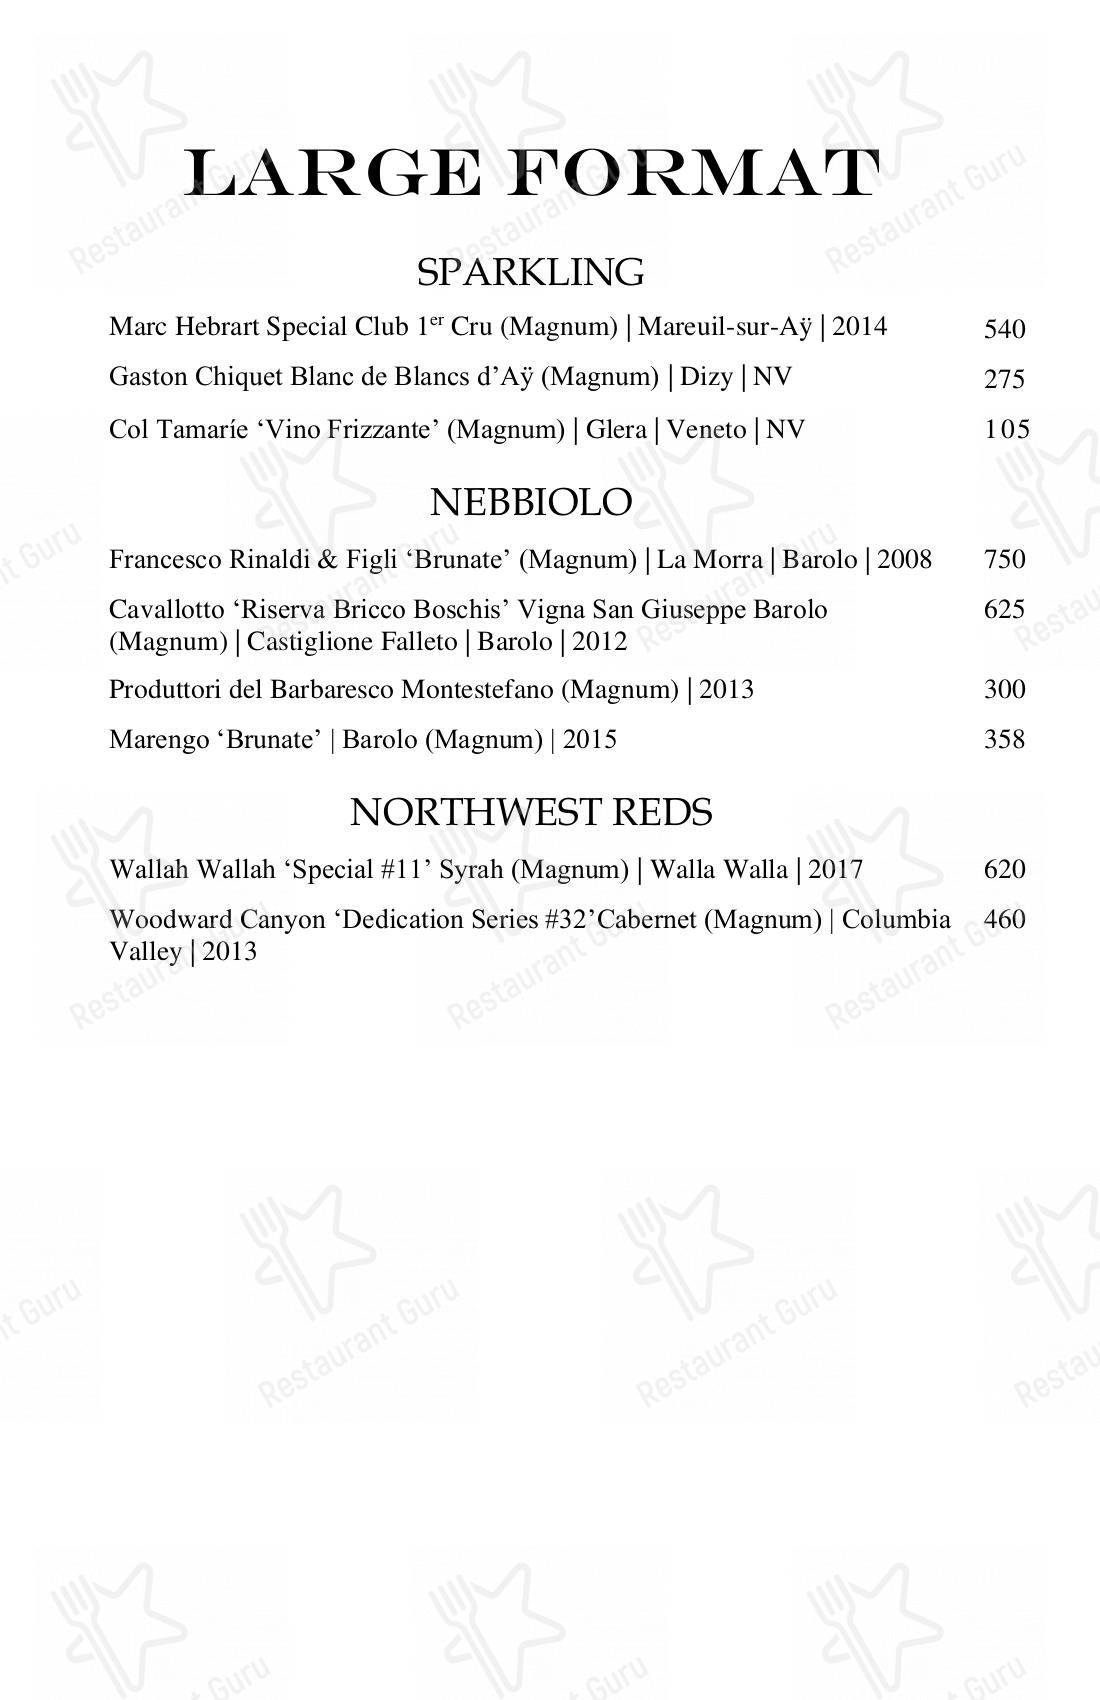 LARGE FORMAT
SPARKLING
Marc Hebrart Special Club 1er Cru (Magnum) | Mareuil-sur-Aÿ | 2014 540
Gaston Chiquet Blanc de Blancs d’Aÿ (Magnum) | Dizy | NV 275
Col Tamaríe ‘Vino Frizzante’ (Magnum) | Glera | Veneto | NV 105
NEBBIOLO
Francesco Rinaldi & Figli ‘Brunate’ (Magnum) | La Morra | Barolo | 2008 750
Cavallotto ‘Riserva Bricco Boschis’ Vigna San Giuseppe Barolo 625
(Magnum) | Castiglione Falleto | Barolo | 2012
Produttori del Barbaresco Montestefano (Magnum) | 2013 300
Marengo ‘Brunate’ | Barolo (Magnum) | 2015 358
NORTHWEST REDS
Wallah Wallah ‘Special #11’ Syrah (Magnum) | Walla Walla | 2017 620
Woodward Canyon ‘Dedication Series #32’Cabernet (Magnum) | Columbia 460
Valley | 2013
Restaurant Guru
Restaurant Guru
Restaurant Guru